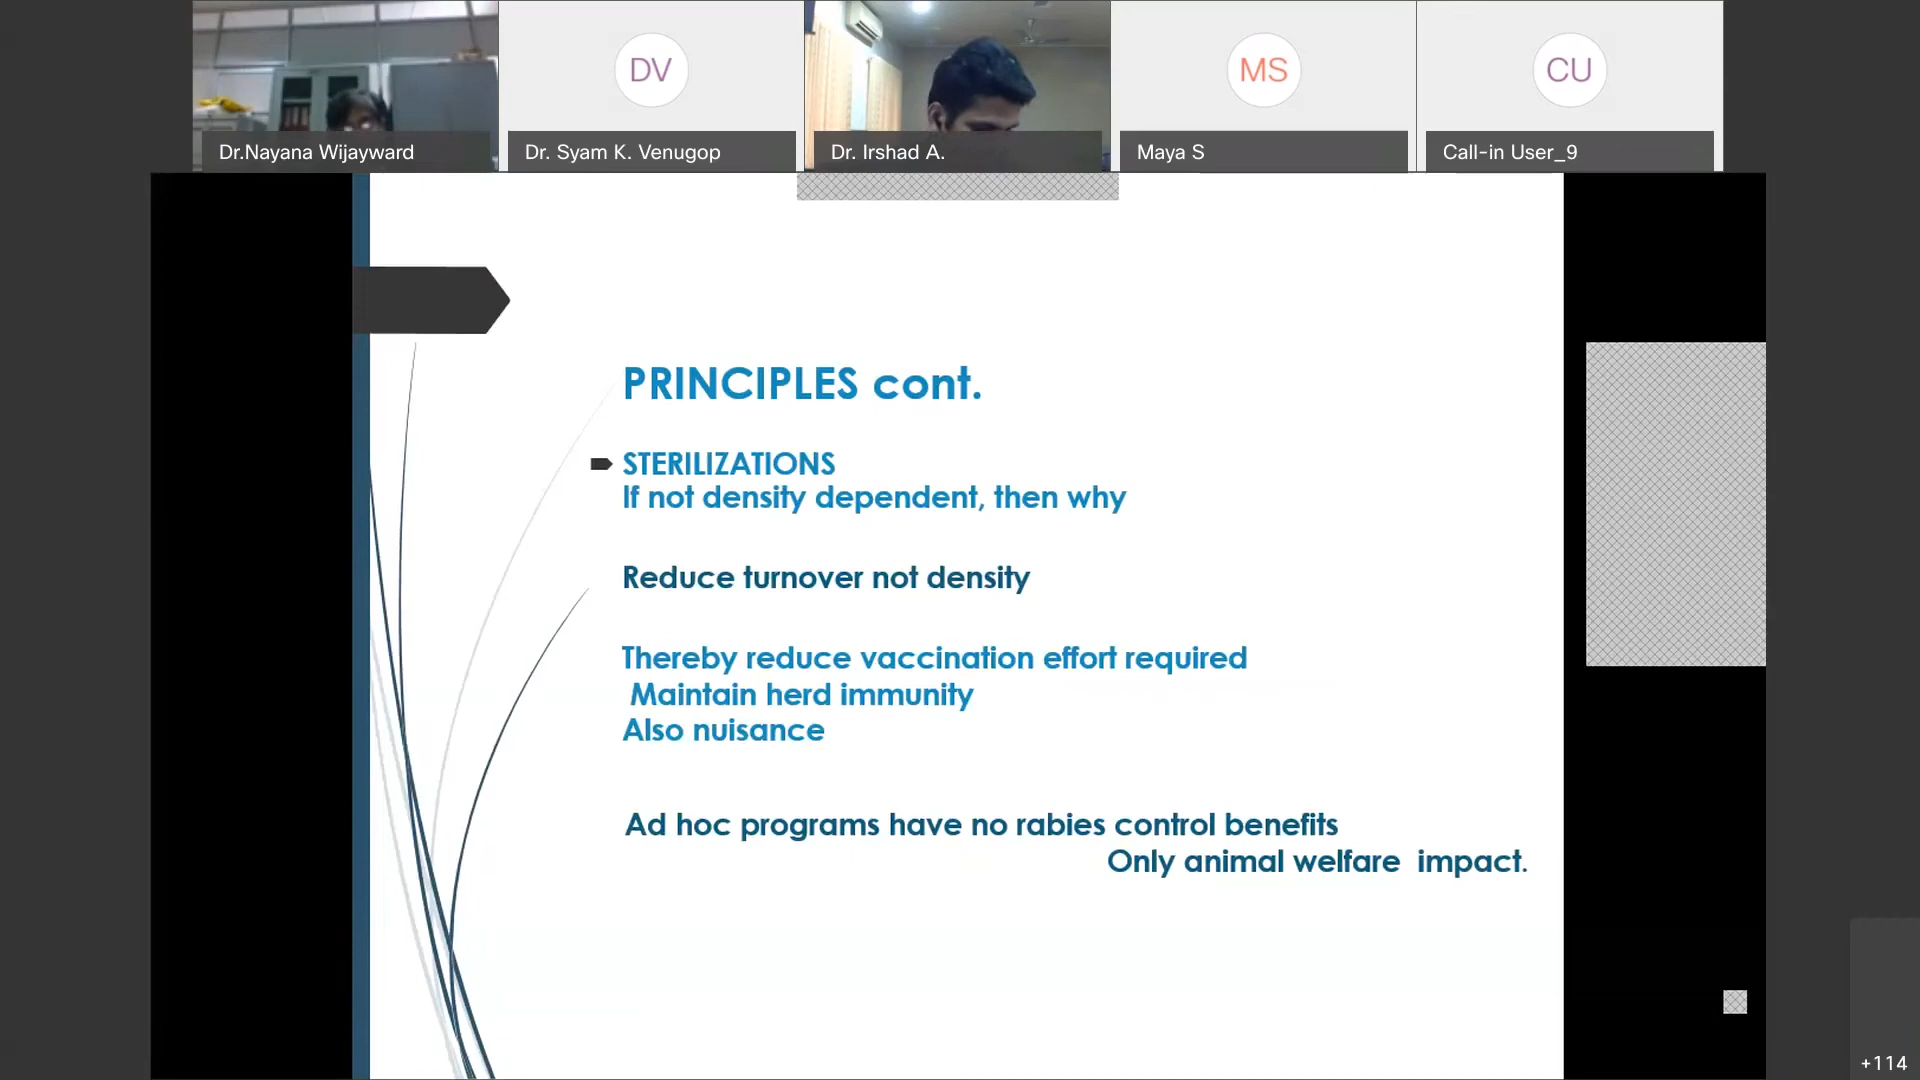 DV
MS
CU
Dr.Nayana Wijayward
Dr. Syam K. Venugop
Dr. Irshad A.
Maya S
Call-in User_9
PRINCIPLES cont.
STERILIZATIONS
If not density dependent, then why
Reduce turnover not density
Thereby reduce vaccination effort required
Maintain herd immunity
Also nuisance
Ad hoc programs have no rabies control benefits
Only animal welfare impact.
+114